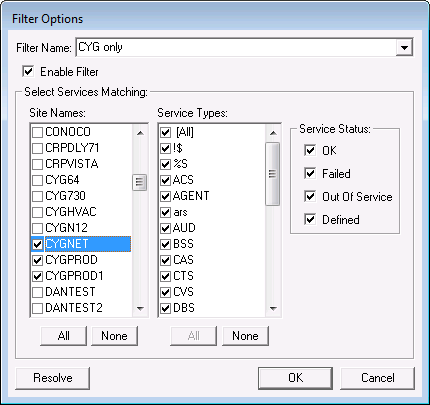 Filter Options
Filter Name: CYG only
Enable Filter
Select Services Matching:
Site Names:
CONOCO
CRPDLY71
CRPVISTA
CYG64
CYG730
CYGHVAC
CYGN12
CYGNET
CYGPROD
CYGPROD1
DANTEST
DANTEST2
All None
Service Types:
[All]
!$
%S
ACS
AGENT
ars
AUD
BSS
CAS
CTS
CVS
DBS
All None
Service Status:
OK
Failed
Out Of Service
Defined
Resolve OK Cancel